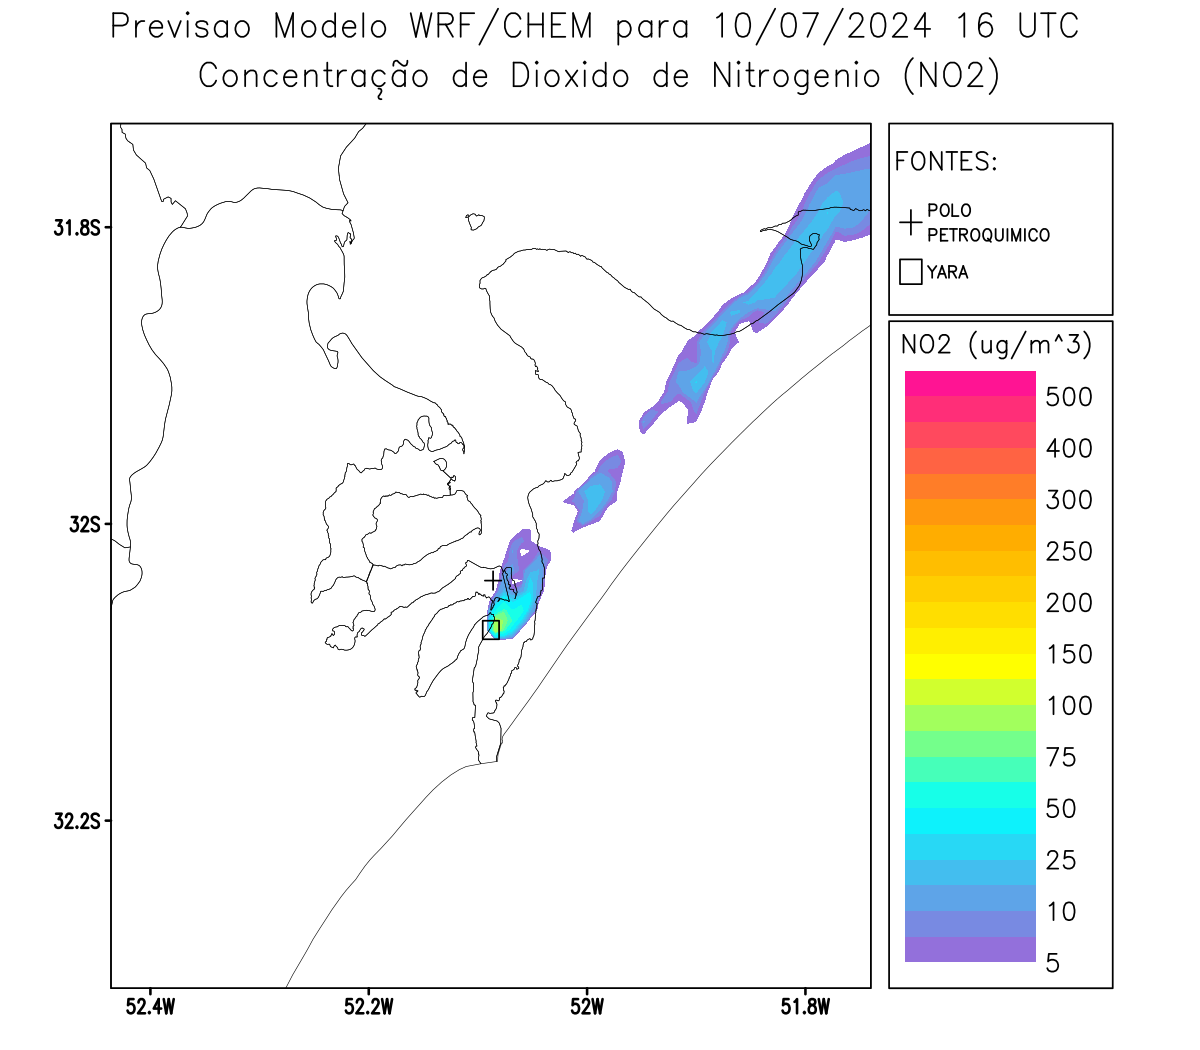 Previsao Modelo WRF/CHEM para 10/07/2024 16 UTC
Concentração de Dioxido de Nitrogenio (NO2)
FONTES:
POLO
PETROQUIMICO
YARA
31.8S
32S
32.2S
52.4W
52.2W
52W
51.8W
NO2 (ug/m^3)
500
400
300
250
200
150
100
75
50
25
10
5